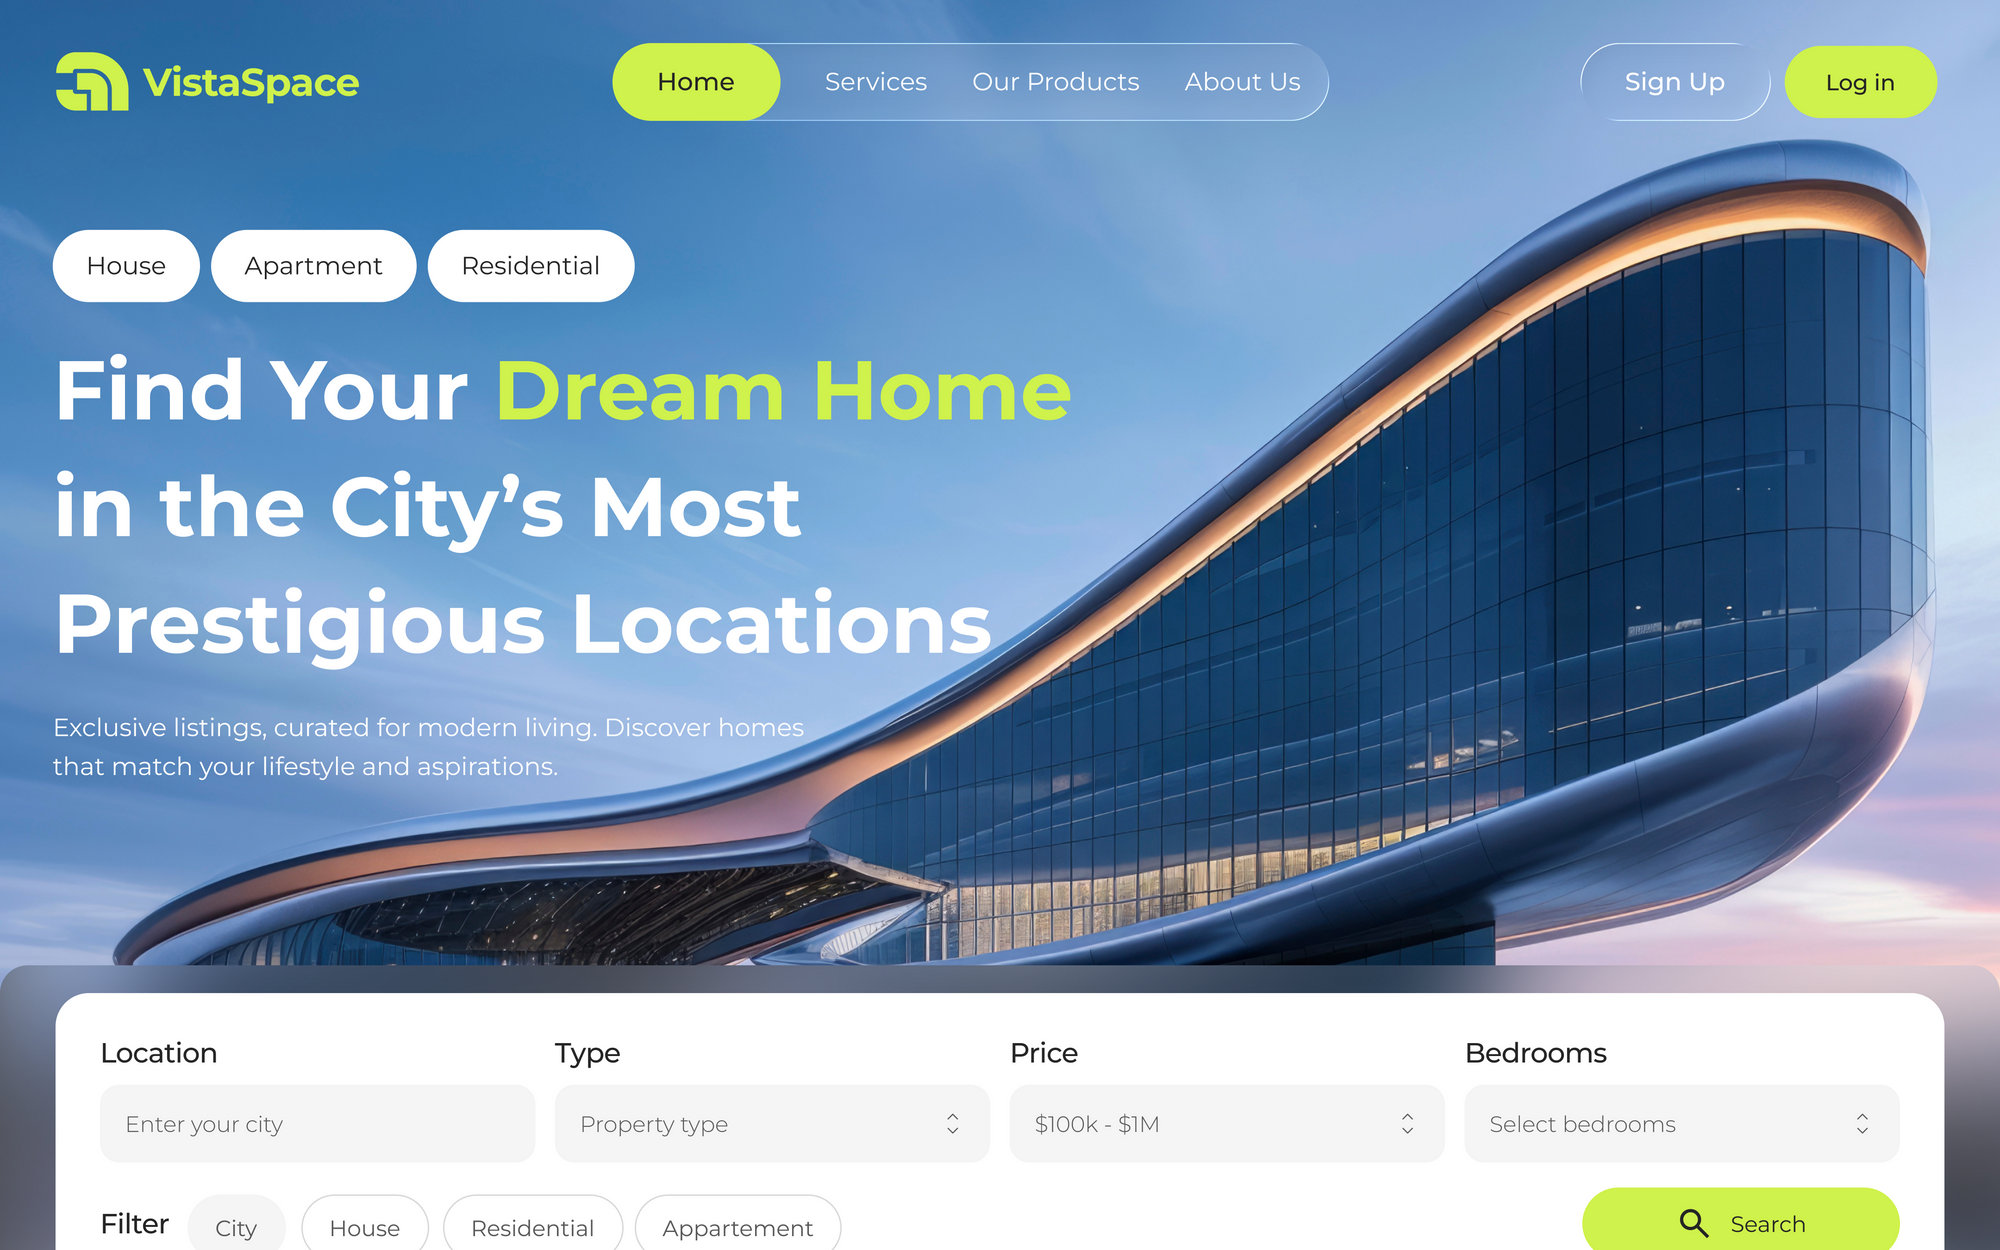 VistaSpace
Home
Services
Our Products
About Us
Sign Up
Log in
House
Apartment
Residential
Find Your Dream Home
in the City’s Most
Prestigious Locations
Exclusive listings, curated for modern living. Discover homes
that match your lifestyle and aspirations.
Location
Type
Price
Bedrooms
Enter your city
Property type
$100k - $1M
Select bedrooms
Filter
City
House
Residential
Appartement
Search